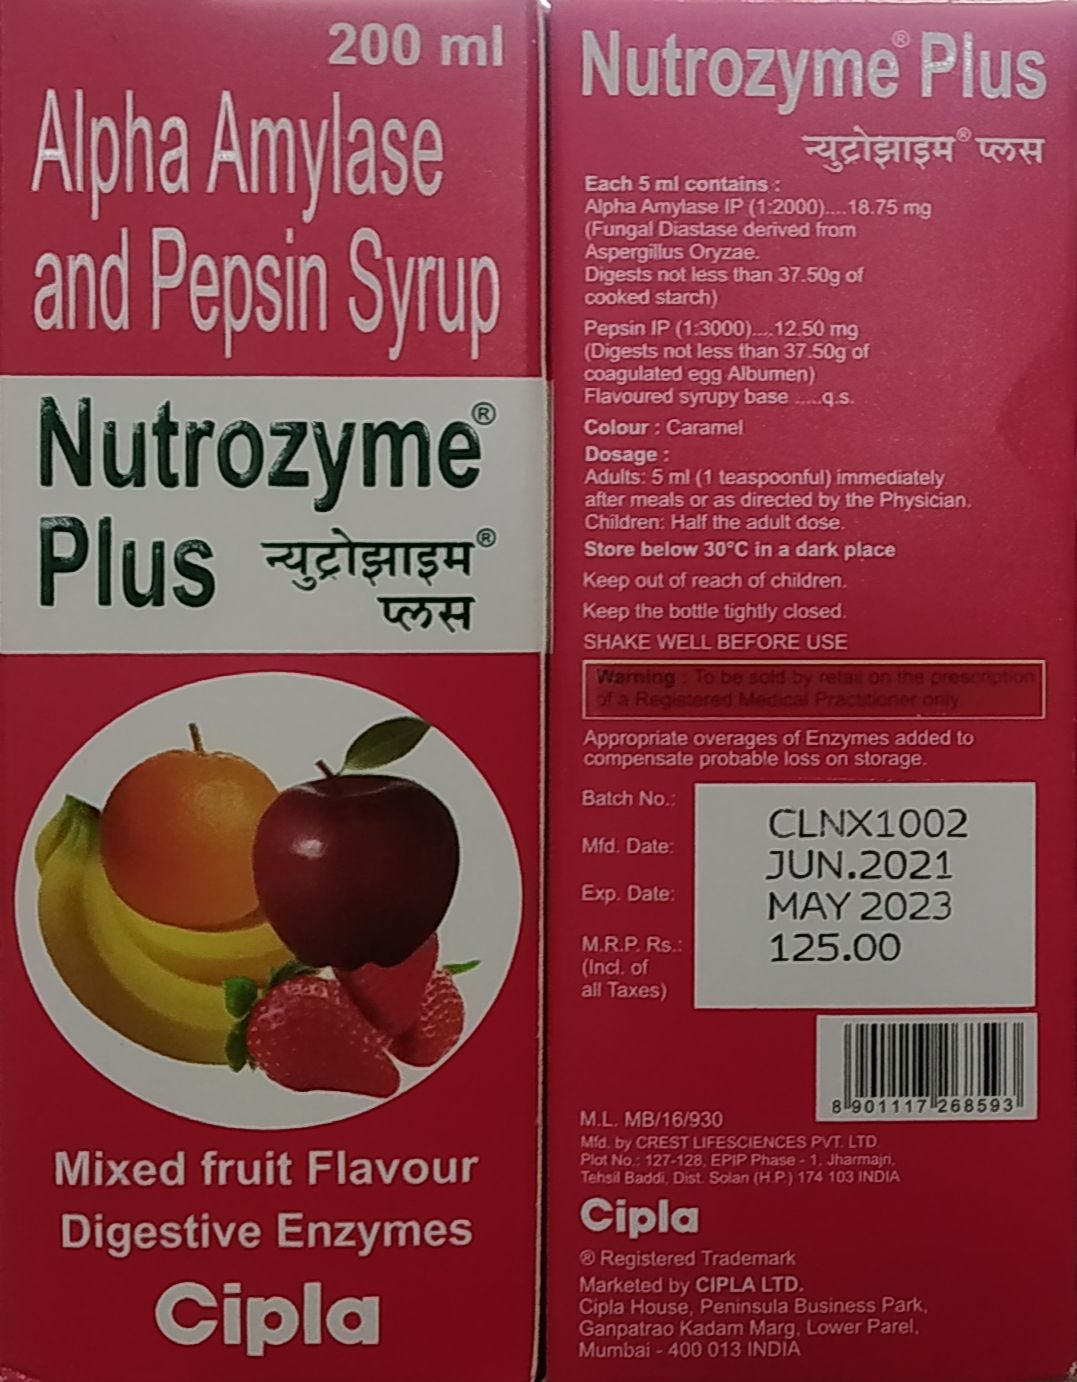 200 ml
Alpha Amylase
and Pepsin Syrup
Nutrozyme®
Plus न्युट्रोझाइम®
प्लस
Mixed fruit Flavour
Digestive Enzymes
Cipla
Nutrozyme® Plus
न्युट्रोझाइम® प्लस
Each 5 ml contains :
Alpha Amylase IP (1:2000)....18.75 mg
(Fungal Diastase derived from
Aspergillus Oryzae.
Digests not less than 37.50g of
cooked starch)
Pepsin IP (1:3000)....12.50 mg
(Digests not less than 37.50g of
coagulated egg Albumen)
Flavoured syrupy base .....q.s.
Colour : Caramel
Dosage :
Adults: 5 ml (1 teaspoonful) immediately
after meals or as directed by the Physician.
Children: Half the adult dose.
Store below 30°C in a dark place
Keep out of reach of children.
Keep the bottle tightly closed.
SHAKE WELL BEFORE USE
Warning : To be sold by retail on the prescription
of a Registered Medical Practitioner only.
Appropriate overages of Enzymes added to
compensate probable loss on storage.
Batch No.: CLNX1002
Mfd. Date: JUN.2021
Exp. Date: MAY 2023
M.R.P. Rs.: 125.00
(Incl. of
all Taxes)
8 901117 268593
M.L. MB/16/930
Mfd. by CREST LIFESCIENCES PVT. LTD.
Plot No.: 127-128, EPIP Phase - 1, Jharmajri,
Tehsil Baddi, Dist. Solan (H.P.) 174 103 INDIA
Cipla
® Registered Trademark
Marketed by CIPLA LTD.
Cipla House, Peninsula Business Park,
Ganpatrao Kadam Marg, Lower Parel,
Mumbai - 400 013 INDIA